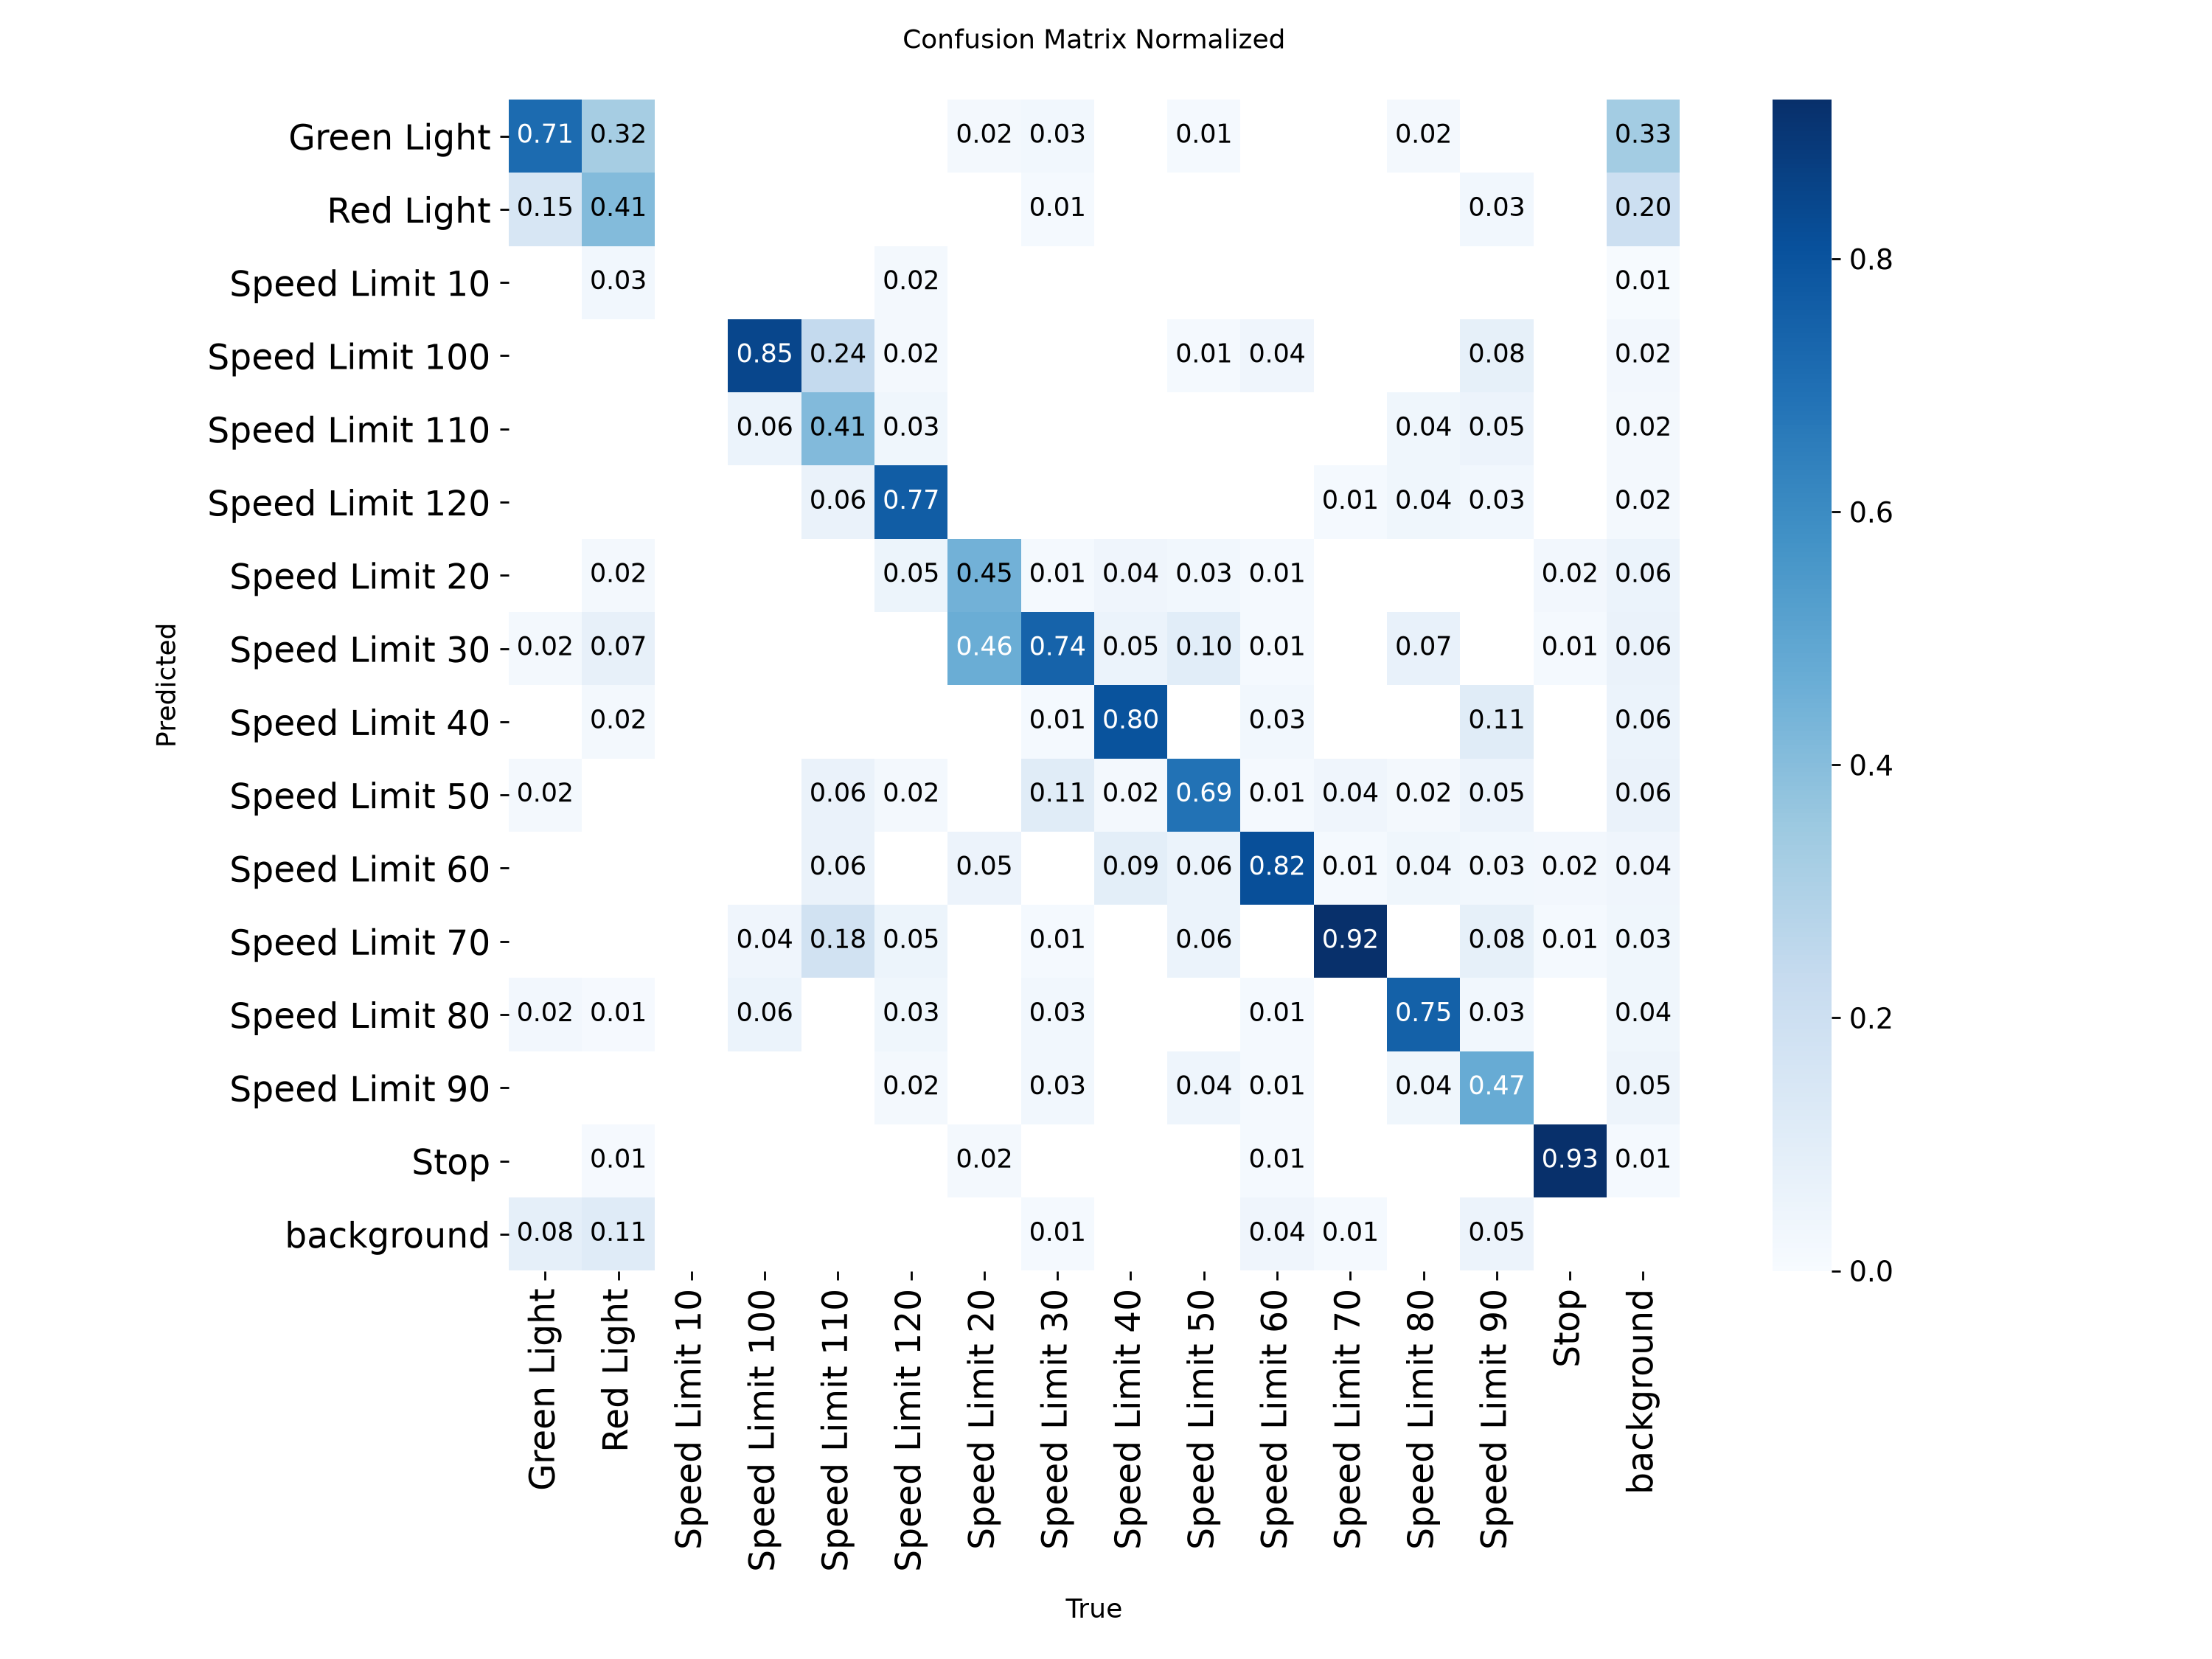 Confusion Matrix Normalized
Green Light 0.71 0.32 0.02 0.03 0.01 0.02 0.33
Red Light 0.15 0.41 0.01 0.03 0.20
Speed Limit 10 0.03 0.02 0.01
Speed Limit 100 0.85 0.24 0.02 0.01 0.04 0.08 0.02
Speed Limit 110 0.06 0.41 0.03 0.04 0.05 0.02
Speed Limit 120 0.06 0.77 0.01 0.04 0.03 0.02
Speed Limit 20 0.02 0.05 0.45 0.01 0.04 0.03 0.01 0.02 0.06
Speed Limit 30 0.02 0.07 0.46 0.74 0.05 0.10 0.01 0.07 0.01 0.06
Speed Limit 40 0.02 0.01 0.80 0.03 0.11 0.06
Speed Limit 50 0.02 0.06 0.02 0.11 0.02 0.69 0.01 0.04 0.02 0.05 0.06
Speed Limit 60 0.06 0.05 0.09 0.06 0.82 0.01 0.04 0.03 0.02 0.04
Speed Limit 70 0.04 0.18 0.05 0.01 0.06 0.92 0.08 0.01 0.03
Speed Limit 80 0.02 0.01 0.06 0.03 0.03 0.01 0.75 0.03 0.04
Speed Limit 90 0.02 0.03 0.04 0.01 0.04 0.47 0.05
Stop 0.01 0.02 0.01 0.93 0.01
background 0.08 0.11 0.01 0.04 0.01 0.05
Predicted
Green Light
Red Light
Speed Limit 10
Speed Limit 100
Speed Limit 110
Speed Limit 120
Speed Limit 20
Speed Limit 30
Speed Limit 40
Speed Limit 50
Speed Limit 60
Speed Limit 70
Speed Limit 80
Speed Limit 90
Stop
background
True
0.8
0.6
0.4
0.2
0.0